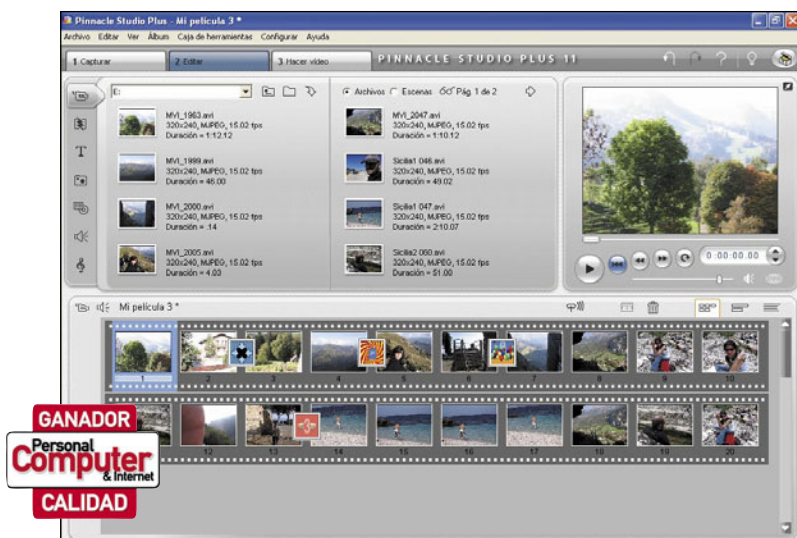 Pinnacle Studio Plus - Mi película 3 *
Archivo Editar Ver Álbum Caja de herramientas Configurar Ayuda
1 Capturar
2 Editar
3 Hacer vídeo
PINNACLE STUDIO PLUS 11
E:
Archivos
Escenas
Pág. 1 de 2
MVI_1963.avi
320x240, MJPEG, 15.02 fps
Duración = 1:12.12
MVI_1999.avi
320x240, MJPEG, 15.02 fps
Duración = 46.00
MVI_2000.avi
320x240, MJPEG, 15.02 fps
Duración = .14
MVI_2005.avi
320x240, MJPEG, 15.02 fps
Duración = 4.03
MVI_2047.avi
320x240, MJPEG, 15.02 fps
Duración = 1:10.12
Sicilia1 046.avi
320x240, MJPEG, 15.02 fps
Duración = 49.02
Sicilia1 047.avi
320x240, MJPEG, 15.02 fps
Duración = 2:10.07
Sicilia2 060.avi
320x240, MJPEG, 15.02 fps
Duración = 51.00
0:00:00.00
Mi película 3 *
1 2 3 4 5 6 7 8 9 10
12 13 14 15 16 17 18 19 20
GANADOR
Personal
Computer
& Internet
CALIDAD